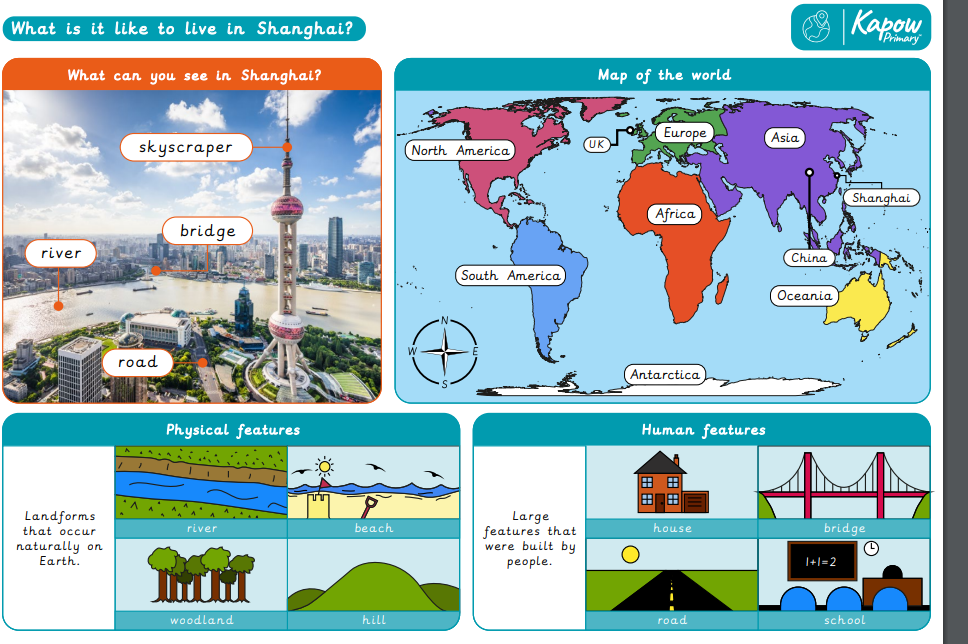 What is it like to live in Shanghai?
Kapow
Primary
What can you see in Shanghai?
skyscraper
bridge
river
road
Map of the world
North America
UK
Europe
Asia
Shanghai
Africa
China
South America
Oceania
N
W
E
S
Antarctica
Physical features
Landforms
that occur
naturally on
Earth.
river
beach
woodland
hill
Human features
Large
features that
were built by
people.
house
bridge
1+1=2
road
school